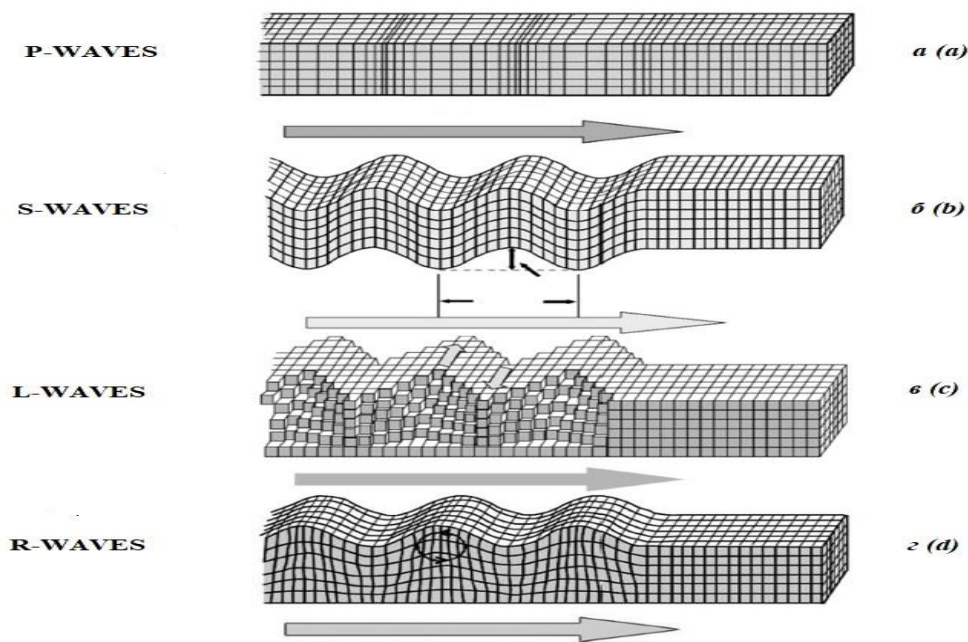 P-WAVES а (a)
S-WAVES б (b)
L-WAVES в (c)
R-WAVES г (d)